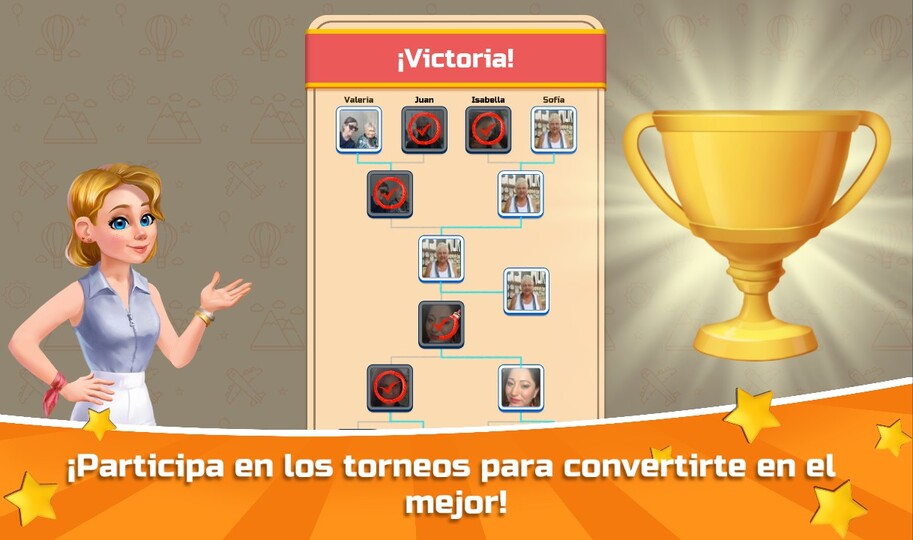 ¡Victoria!
Valeria Juan Isabella Sofía
¡Participa en los torneos para convertirte en el
mejor!